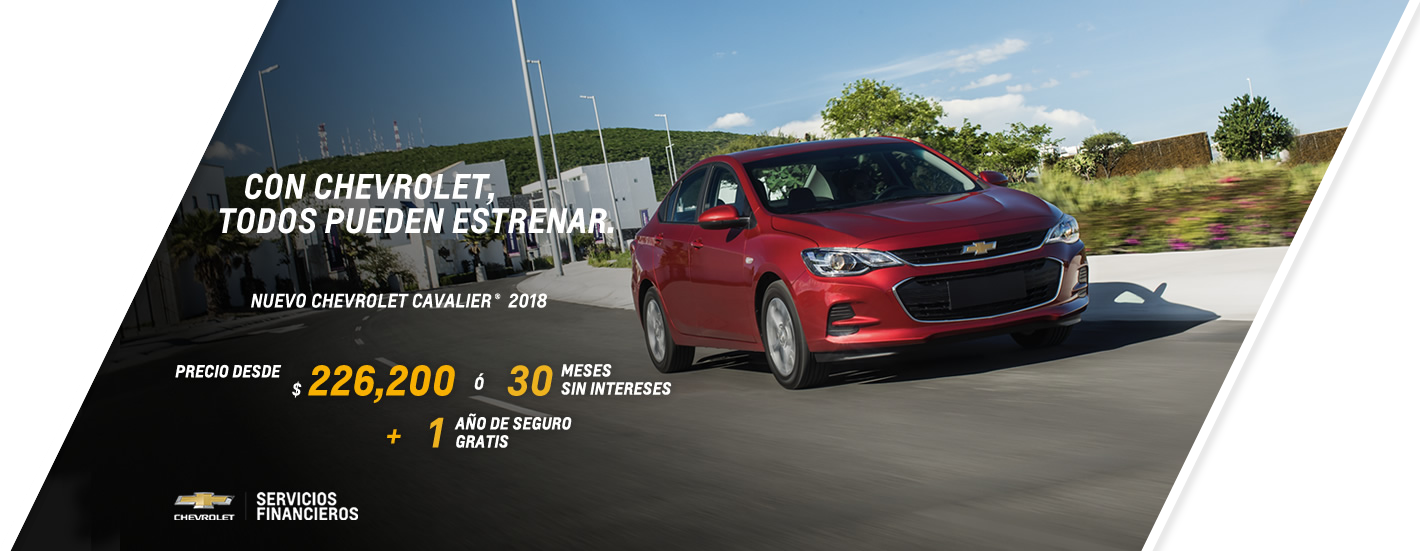 CON CHEVROLET,
TODOS PUEDEN ESTRENAR.
NUEVO CHEVROLET CAVALIER® 2018
PRECIO DESDE $ 226,200 ó 30 MESES
SIN INTERESES
+ 1 AÑO DE SEGURO
GRATIS
CHEVROLET
SERVICIOS
FINANCIEROS